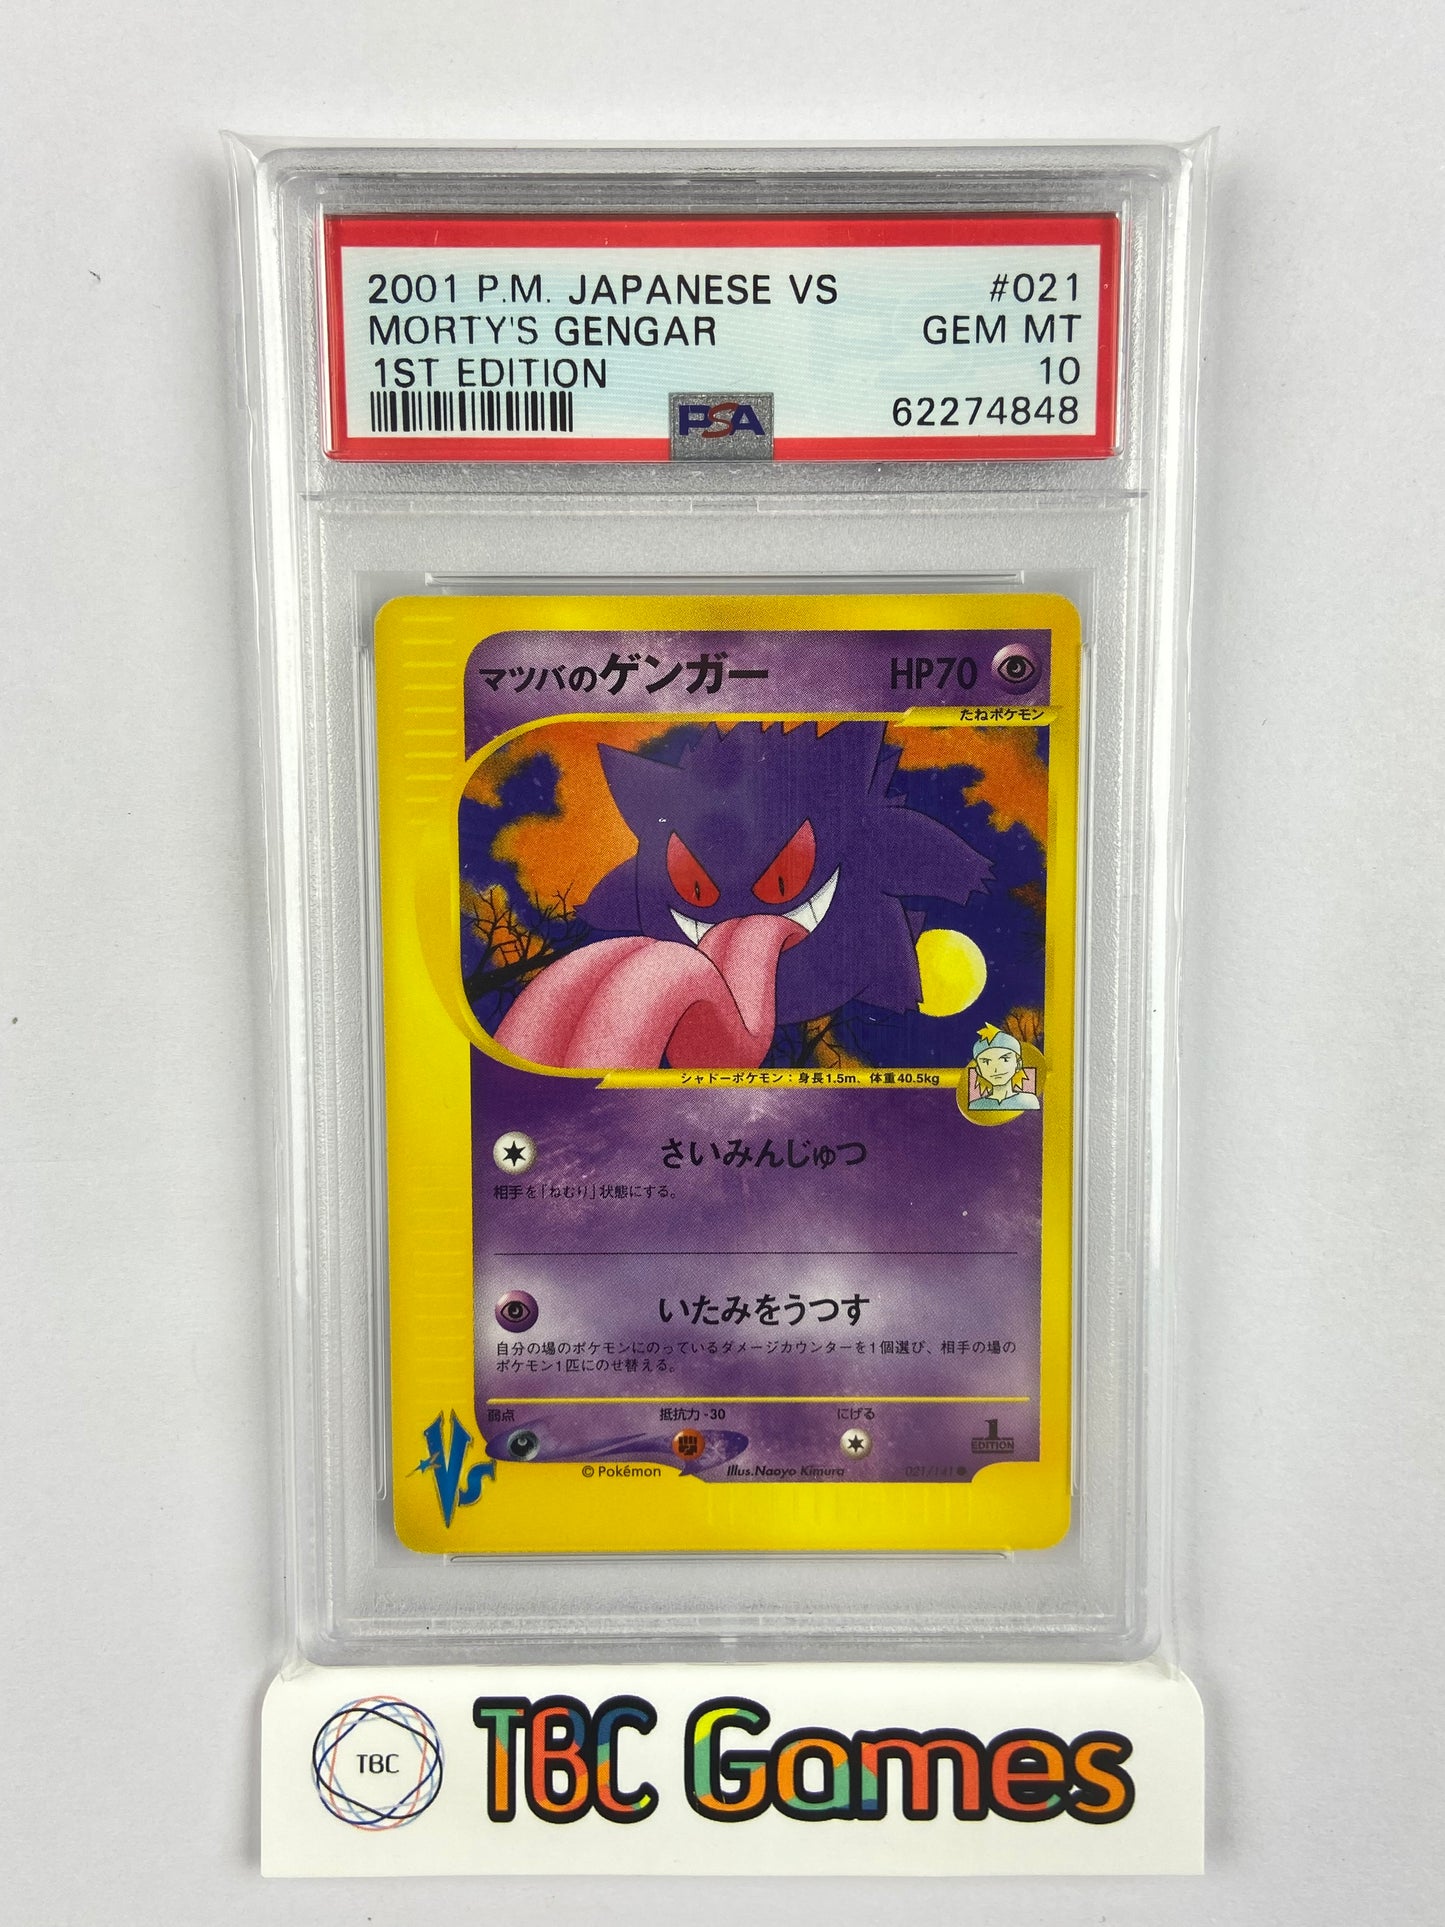 2001 P.M. JAPANESE VS #021
MORTY'S GENGAR GEM MT
1ST EDITION 10
PSA 62274848
マツバのゲンガー HP70
たねポケモン
シャドーポケモン：身長1.5m、体重40.5kg
さいみんじゅつ
相手を「ねむり」状態にする。
いたみをうつす
自分の場のポケモンにのっているダメージカウンターを1個選び、相手の場の
ポケモン1匹にのせ替える。
弱点 抵抗力-30 にげる
1
EDITION
Vs
©Pokémon Illus.Naoyo Kimura 021/141●
TBC TBC Games